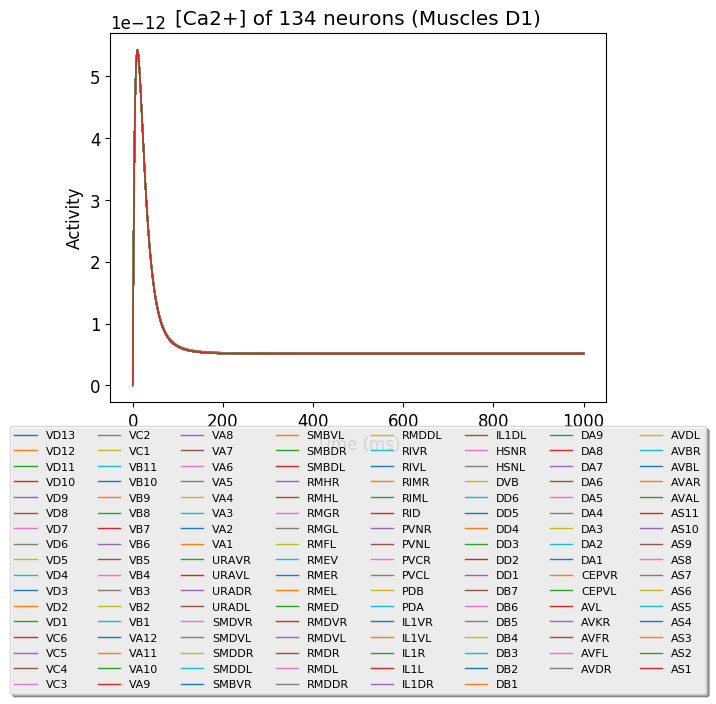 [Ca2+] of 134 neurons (Muscles D1)
1e−12
5
4
3
2
1
0
Activity
0 200 400 600 800 1000
Time (ms)
VD13 VC2 VA8 SMBVL RMDDL IL1DL DA9 AVDL
VD12 VC1 VA7 SMBDR RIVR HSNR DA8 AVBR
VD11 VB11 VA6 SMBDL RIVL HSNL DA7 AVBL
VD10 VB10 VA5 RMHR RIMR DVB DA6 AVAR
VD9 VB9 VA4 RMHL RIML DD6 DA5 AVAL
VD8 VB8 VA3 RMGR RID DD5 DA4 AS11
VD7 VB7 VA2 RMGL PVNR DD4 DA3 AS10
VD6 VB6 VA1 RMFL PVNL DD3 DA2 AS9
VD5 VB5 URAVR RMEV PVCR DD2 DA1 AS8
VD4 VB4 URAVL RMER PVCL DD1 CEPVR AS7
VD3 VB3 URADR RMEL PDB DB7 CEPVL AS6
VD2 VB2 URADL RMED PDA DB6 AVL AS5
VD1 VB1 SMDVR RMDVR IL1VR DB5 AVKR AS4
VC6 VA12 SMDVL RMDVL IL1VL DB4 AVFR AS3
VC5 VA11 SMDDR RMDR IL1R DB3 AVFL AS2
VC4 VA10 SMDDL RMDL IL1L DB2 AVDR AS1
VC3 VA9 SMBVR RMDDR IL1DR DB1